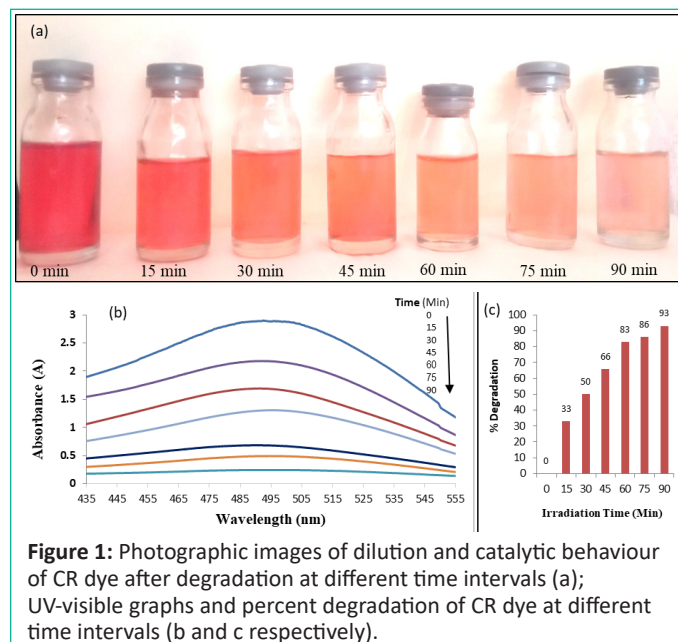 (a)
0 min 15 min 30 min 45 min 60 min 75 min 90 min
(b)
Time (Min)
0
15
30
45
60
75
90
Absorbance (A)
3
2.5
2
1.5
1
0.5
0
435 445 455 465 475 485 495 505 515 525 535 545 555
Wavelength (nm)
(c)
% Degradation
100
90
80
70
60
50
40
30
20
10
0
0 33 50 66 83 86 93
0 15 30 45 60 75 90
Irradiation Time (Min)
Figure 1: Photographic images of dilution and catalytic behaviour
of CR dye after degradation at different time intervals (a);
UV-visible graphs and percent degradation of CR dye at different
time intervals (b and c respectively).